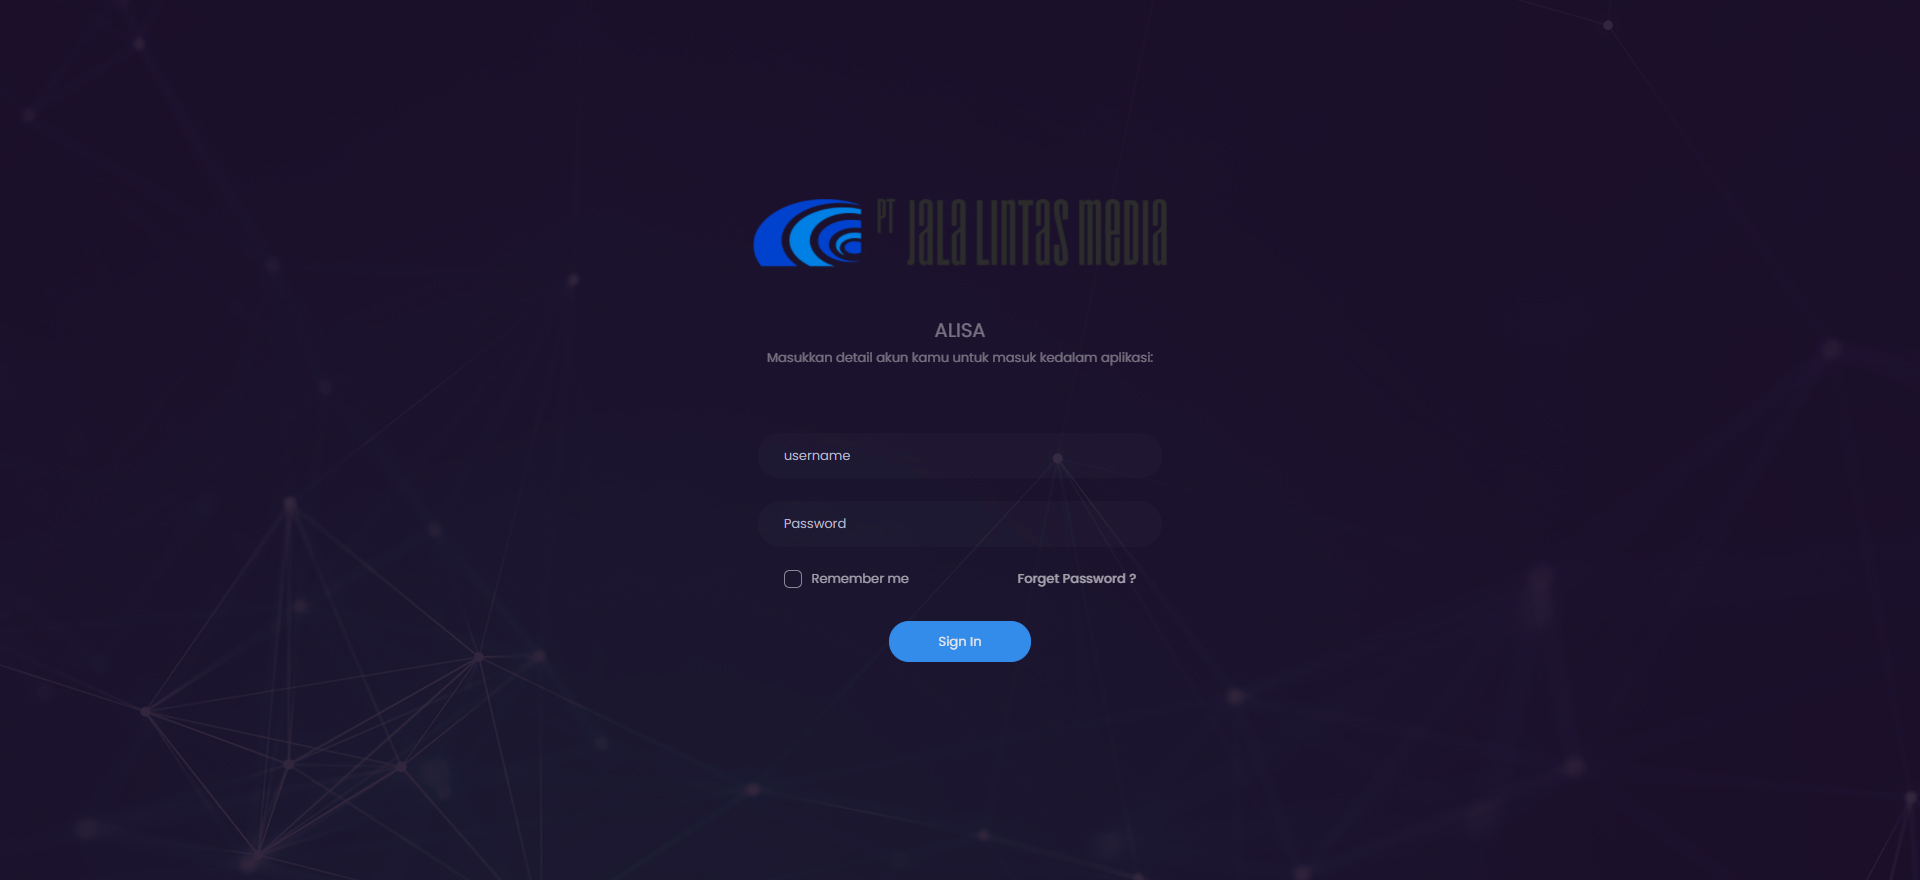 PT JALA LINTAS MEDIA
ALISA
Masukkan detail akun kamu untuk masuk kedalam aplikasi:
username
Password
Remember me
Forget Password ?
Sign In